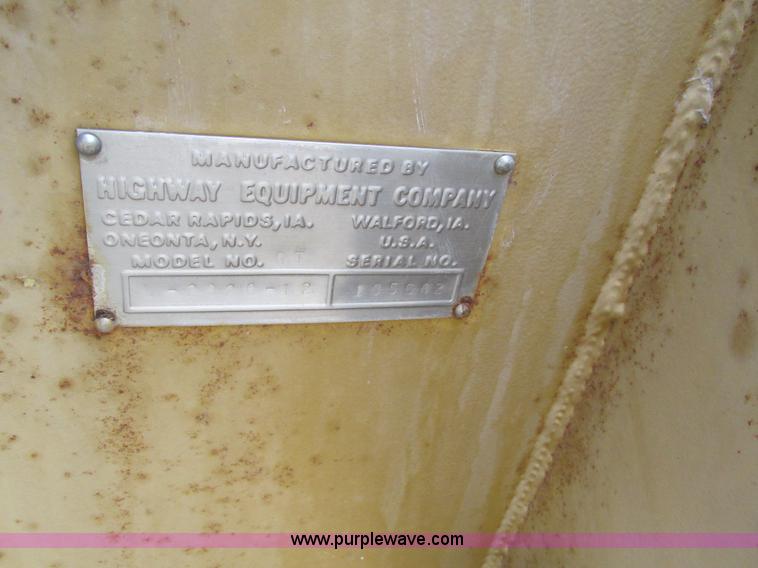 MANUFACTURED BY
HIGHWAY EQUIPMENT COMPANY
CEDAR RAPIDS, IA. WALFORD, IA.
ONEONTA, N.Y. U.S.A.
MODEL NO. SERIAL NO.
www.purplewave.com